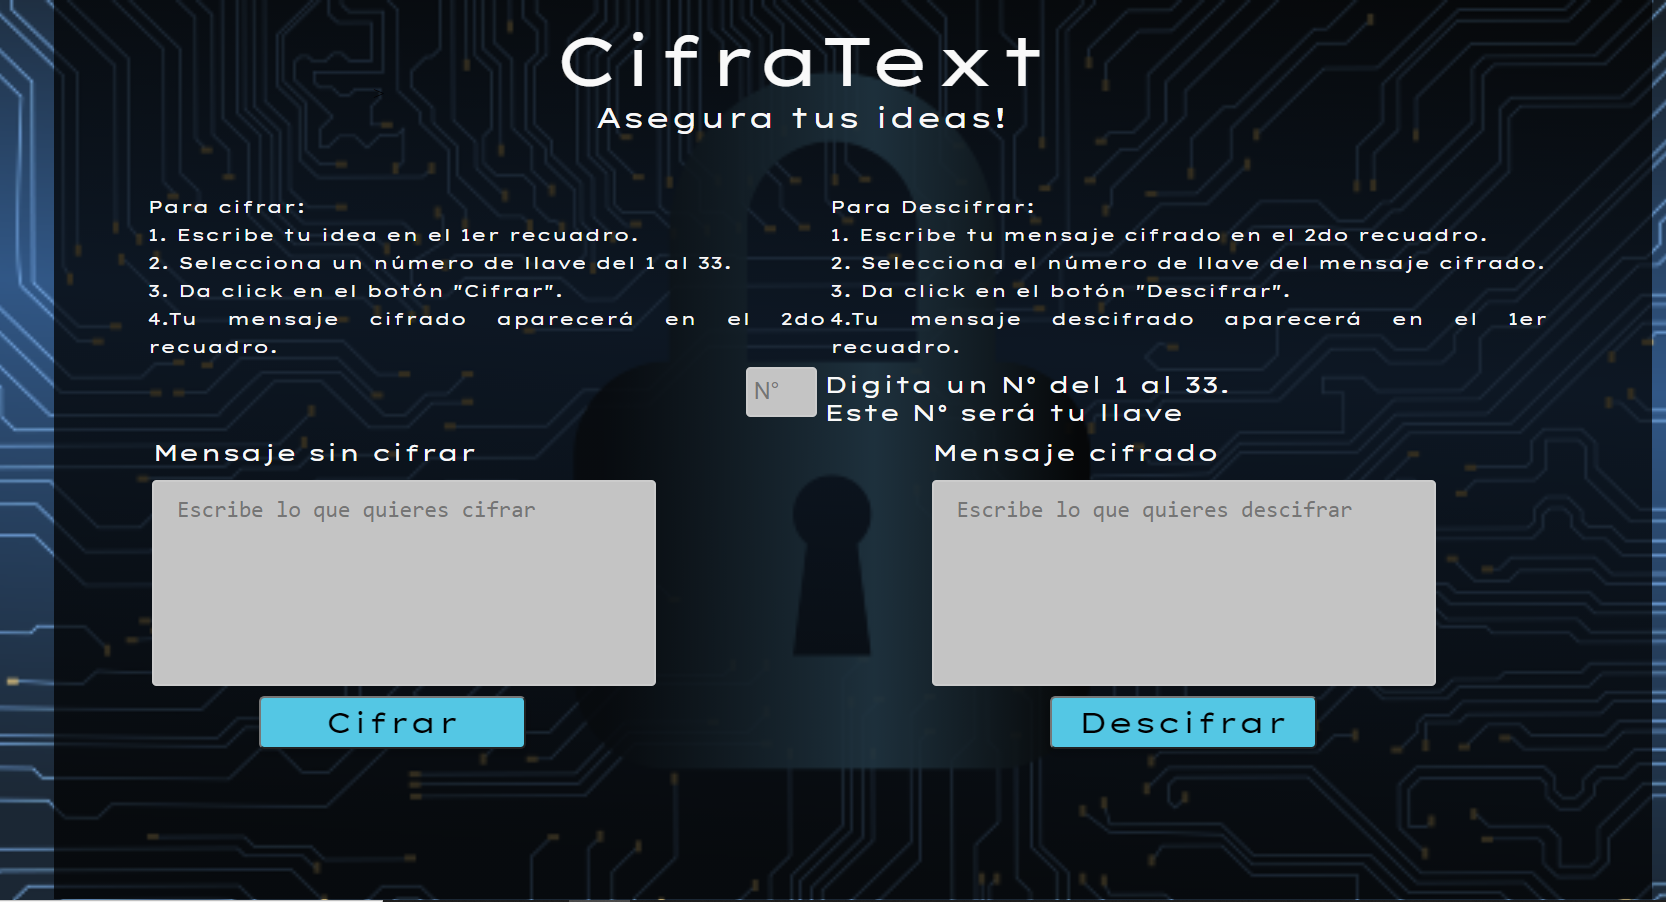 CifraText
Asegura tus ideas!
Para cifrar:
1. Escribe tu idea en el 1er recuadro.
2. Selecciona un número de llave del 1 al 33.
3. Da click en el botón "Cifrar".
4.Tu mensaje cifrado aparecerá en el 2do
recuadro.
Para Descifrar:
1. Escribe tu mensaje cifrado en el 2do recuadro.
2. Selecciona el número de llave del mensaje cifrado.
3. Da click en el botón "Descifrar".
4.Tu mensaje descifrado aparecerá en el 1er
recuadro.
N°
Digita un N° del 1 al 33.
Este N° será tu llave
Mensaje sin cifrar
Escribe lo que quieres cifrar
Cifrar
Mensaje cifrado
Escribe lo que quieres descifrar
Descifrar